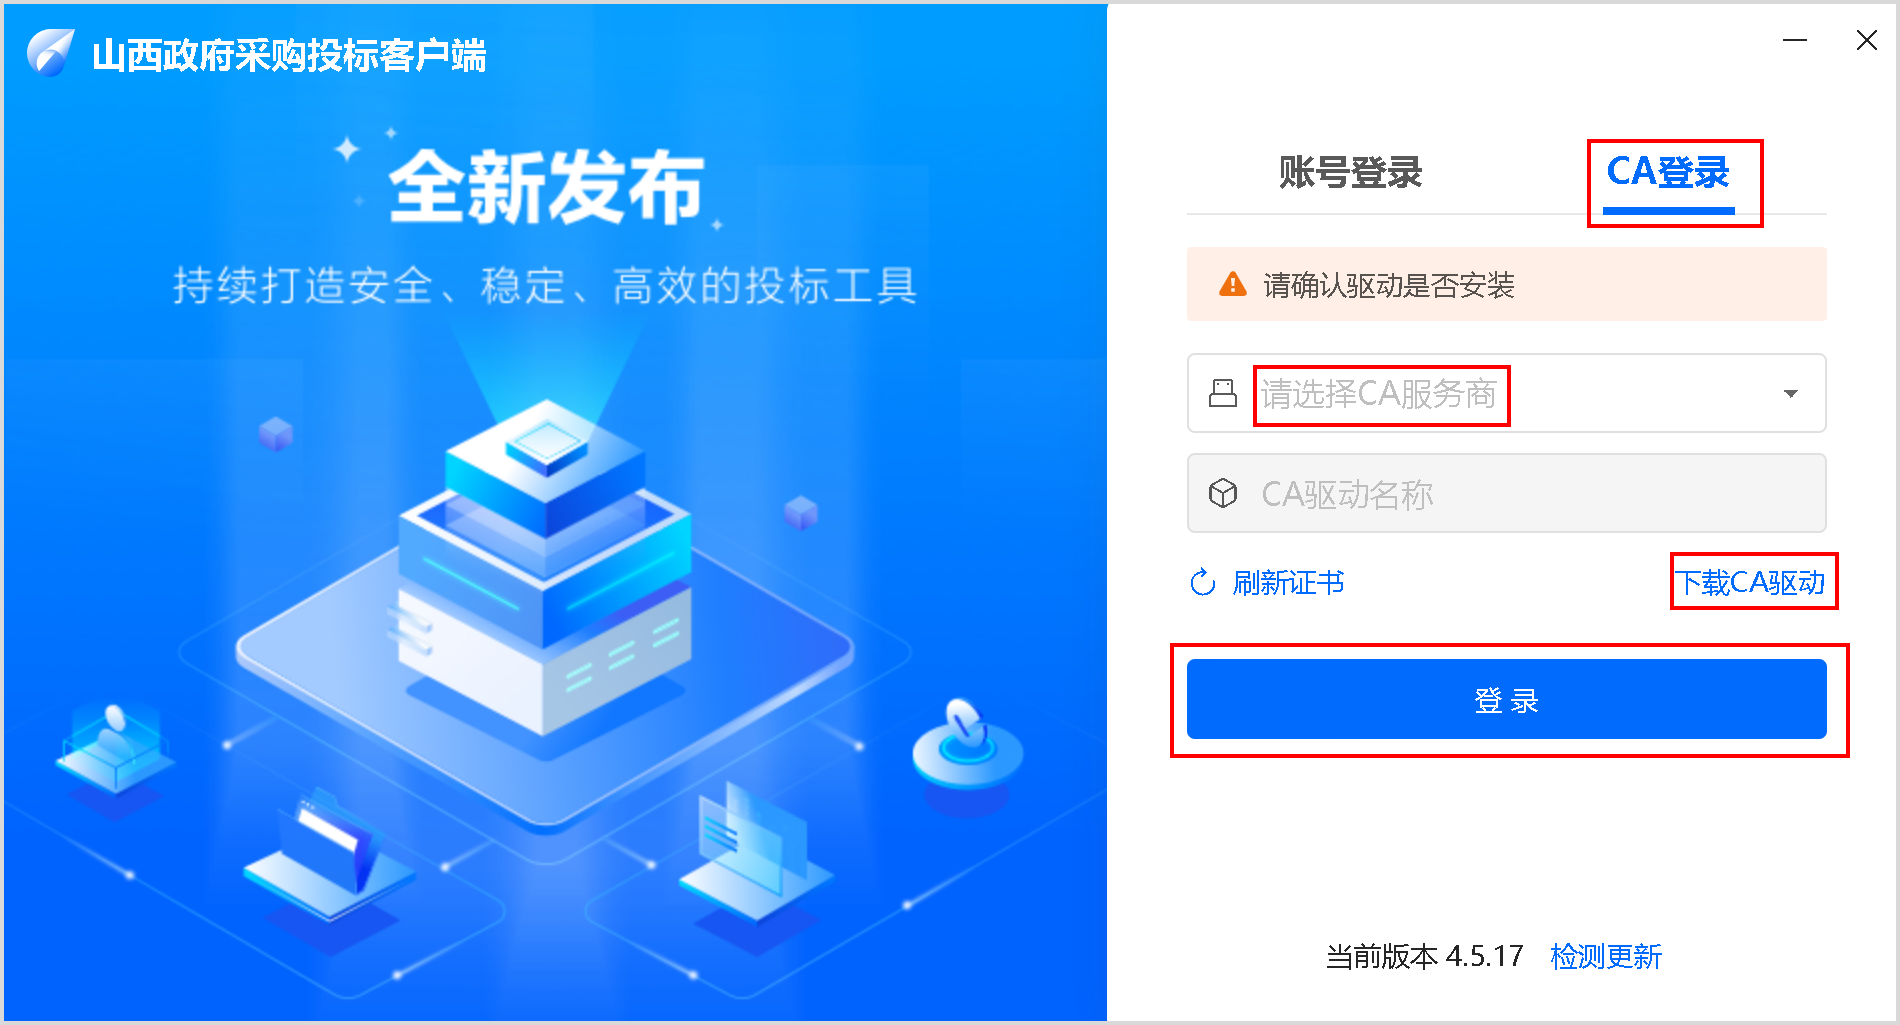 山西政府采购投标客户端
全新发布
持续打造安全、稳定、高效的投标工具
账号登录
CA登录
请确认驱动是否安装
请选择CA服务商
CA驱动名称
刷新证书
下载CA驱动
登 录
当前版本 4.5.17 检测更新